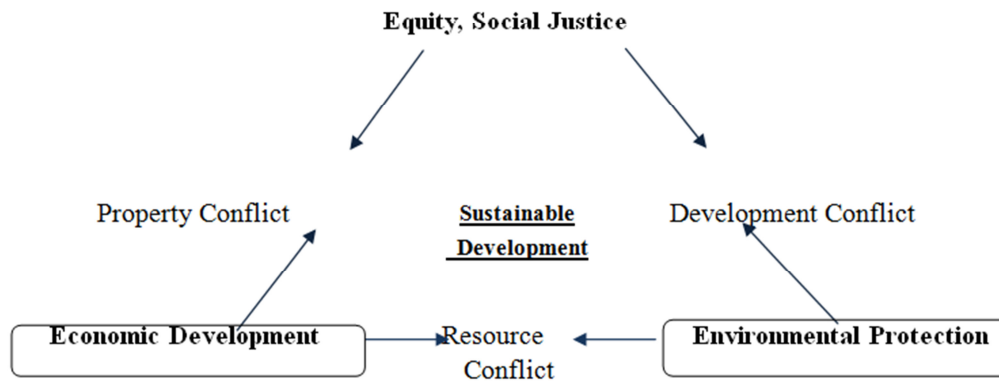 Equity, Social Justice
Property Conflict
Sustainable
Development
Development Conflict
Economic Development
Resource
Conflict
Environmental Protection